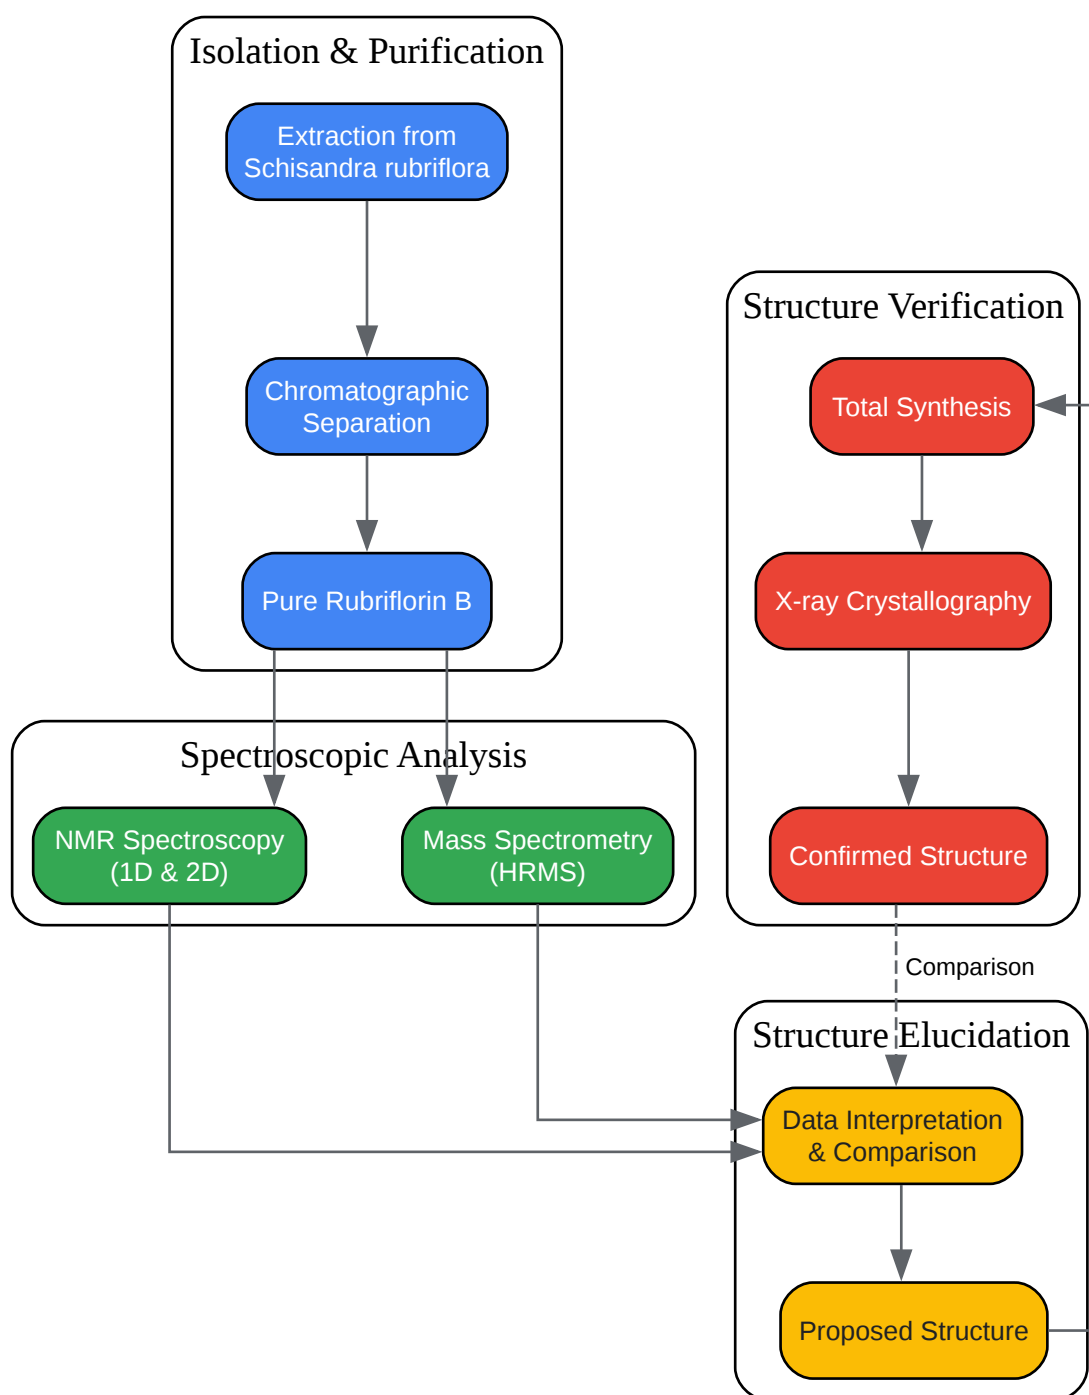 Isolation & Purification
Extraction from
Schisandra rubriflora
Chromatographic
Separation
Pure Rubriflorin B
Structure Verification
Total Synthesis
X-ray Crystallography
Confirmed Structure
Spectroscopic Analysis
NMR Spectroscopy
(1D & 2D)
Mass Spectrometry
(HRMS)
Comparison
Structure Elucidation
Data Interpretation
& Comparison
Proposed Structure